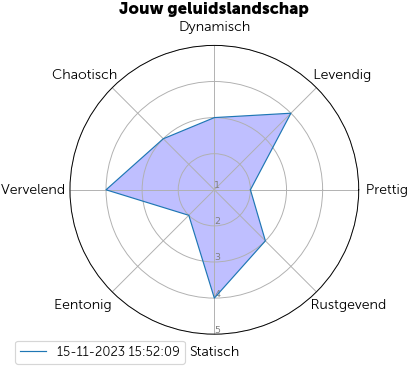 Jouw geluidslandschap
Dynamisch
Chaotisch
Levendig
Vervelend
1
Prettig
2
3
4
Eentonig
Rustgevend
5
15-11-2023 15:52:09
Statisch